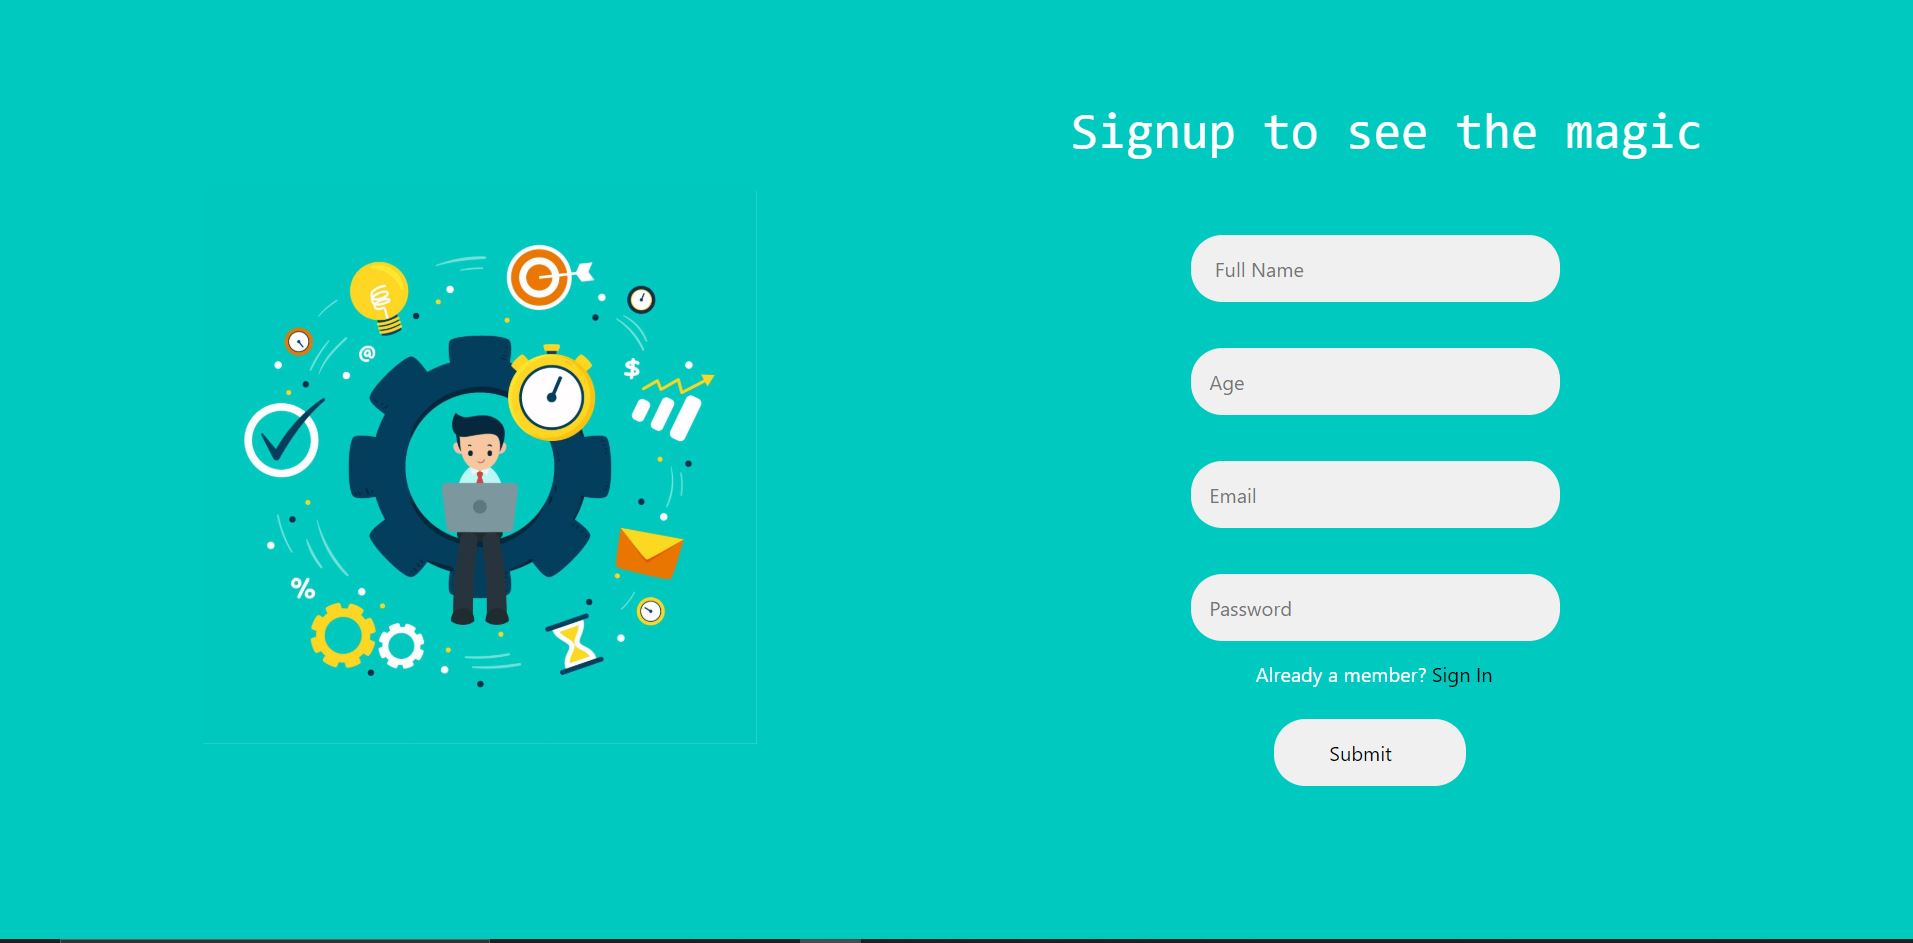 Signup to see the magic
Full Name
@
$
Age
Email
%
Password
Already a member? Sign In
Submit